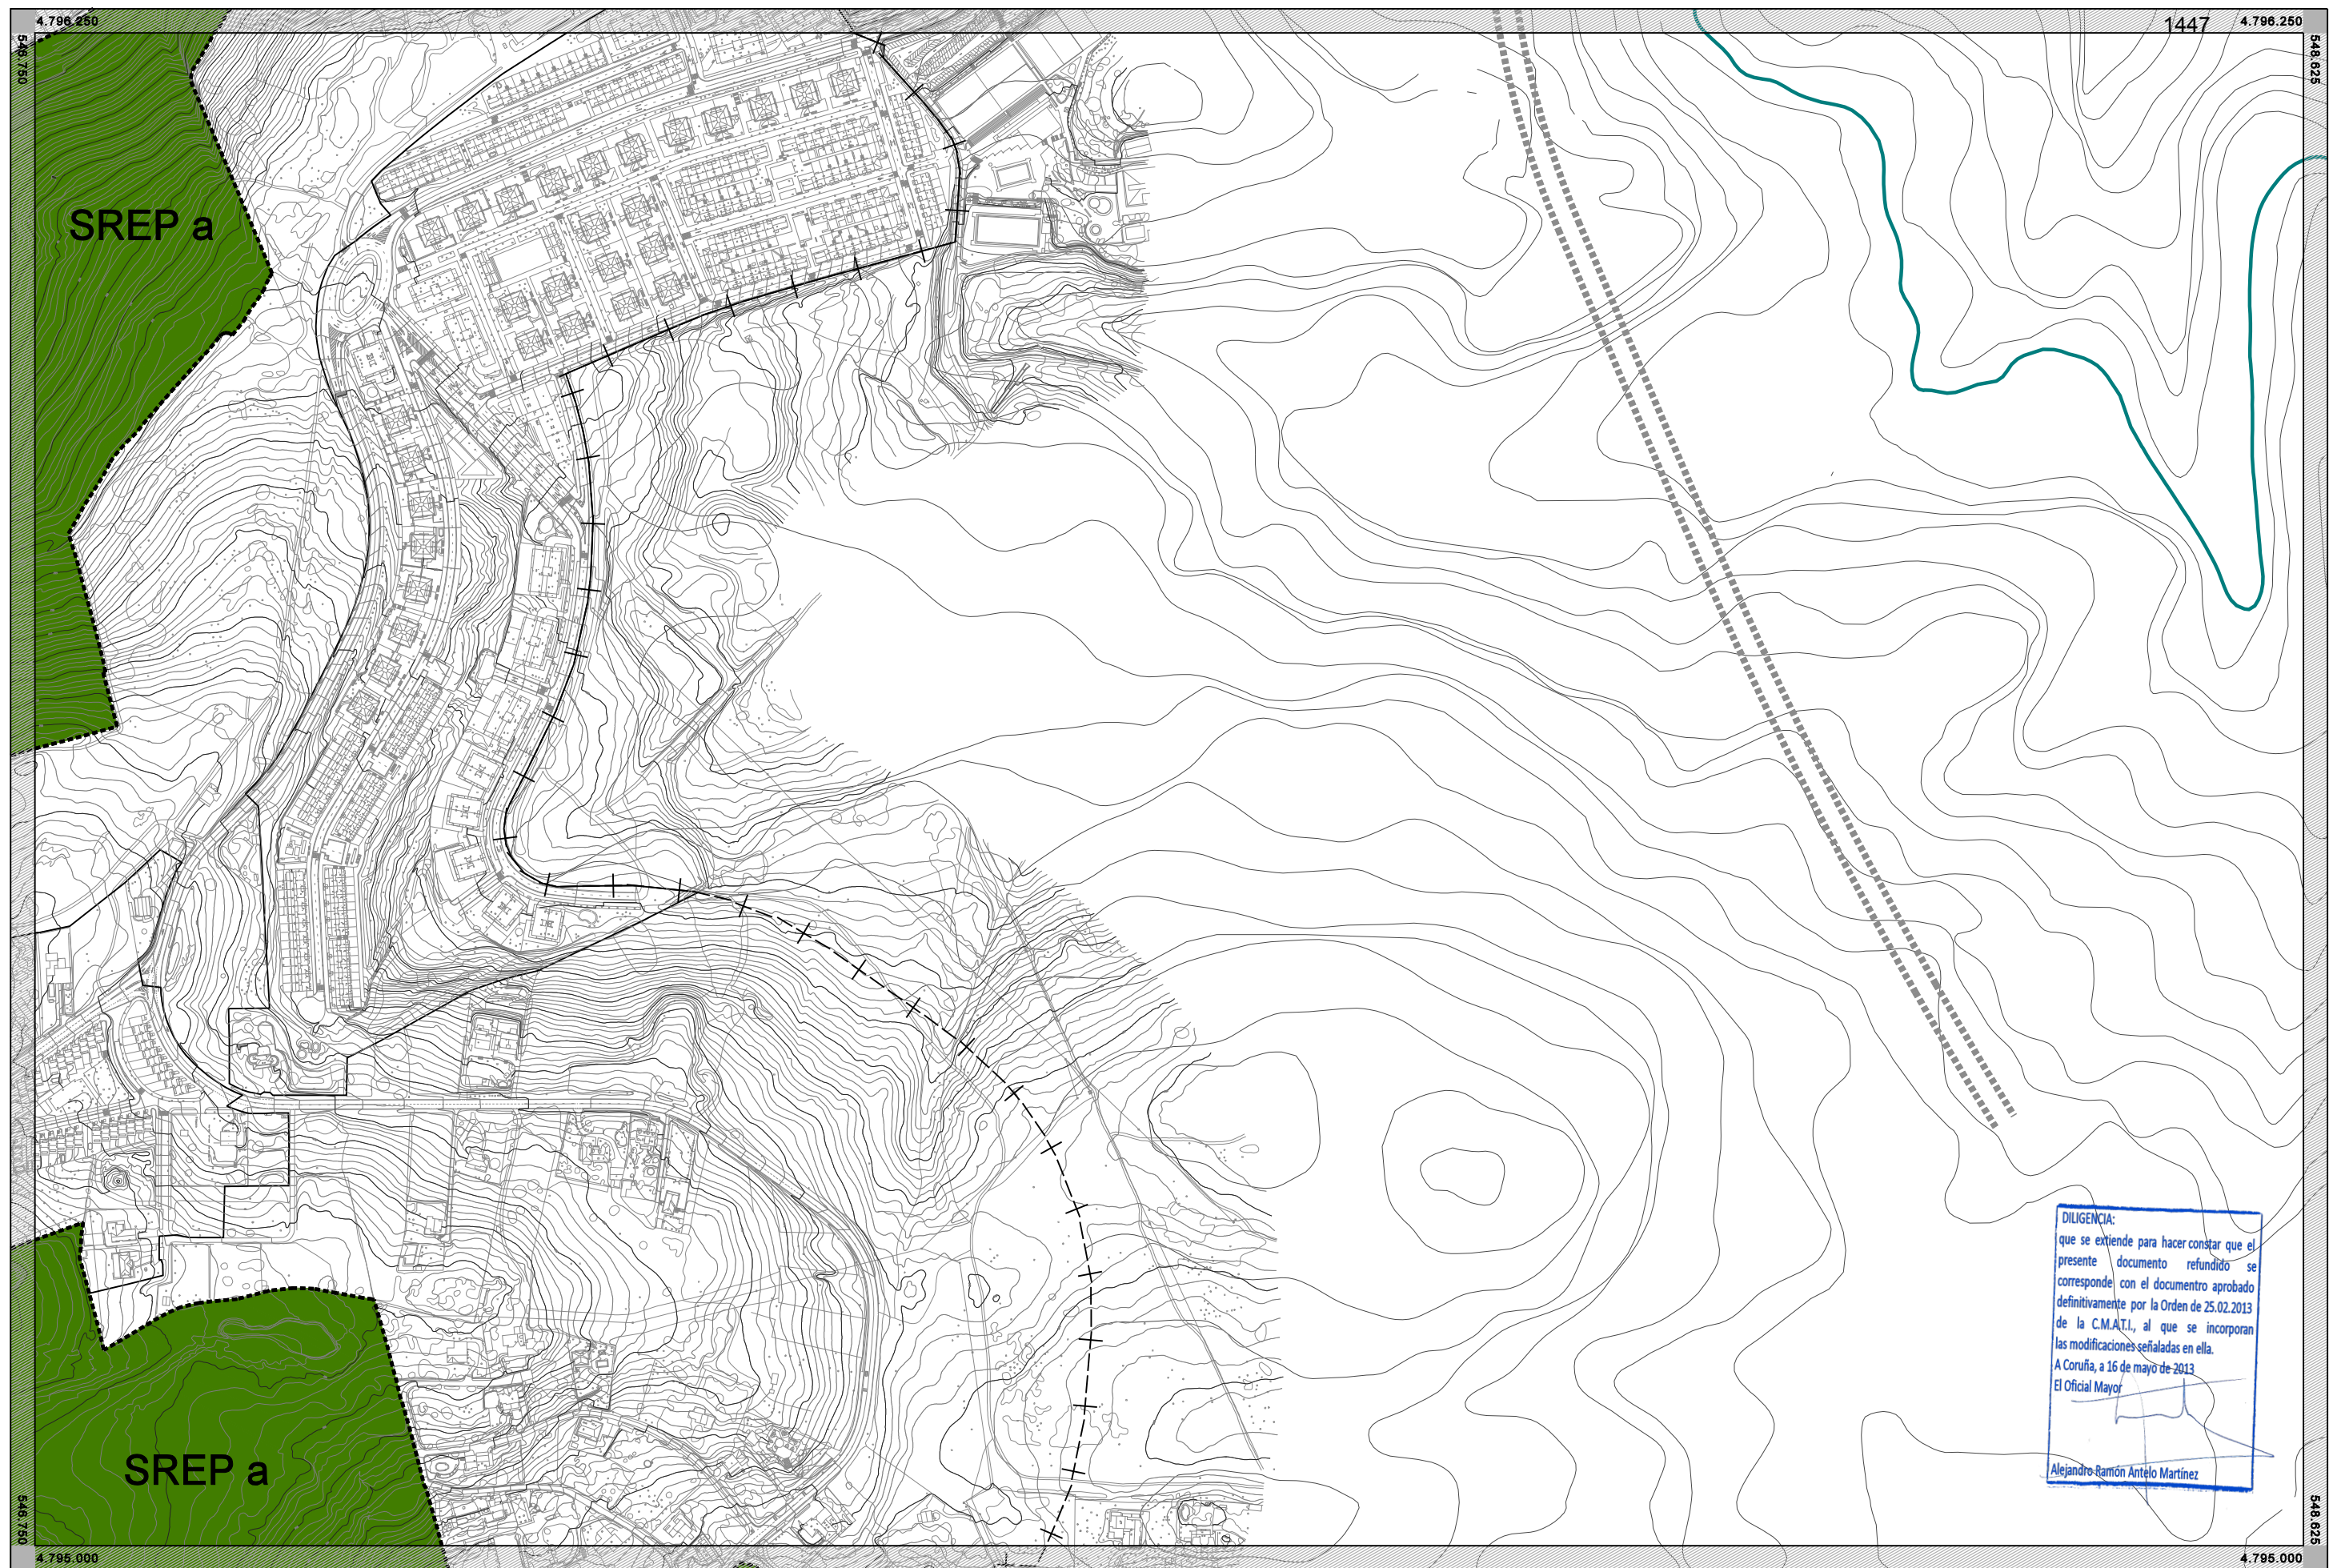 4.796.250
1447
4.796.250
546.750
548.625
SREP a
SREP a
DILIGENCIA:
que se extiende para hacer constar que el
presente documento refundido se
corresponde con el documentro aprobado
definitivamente por la Orden de 25.02.2013
de la C.M.A.T.I., al que se incorporan
las modificaciones señaladas en ella.
A Coruña, a 16 de mayo de 2013
El Oficial Mayor
Alejandro Ramón Antelo Martínez
546.750
548.625
4.795.000
4.795.000